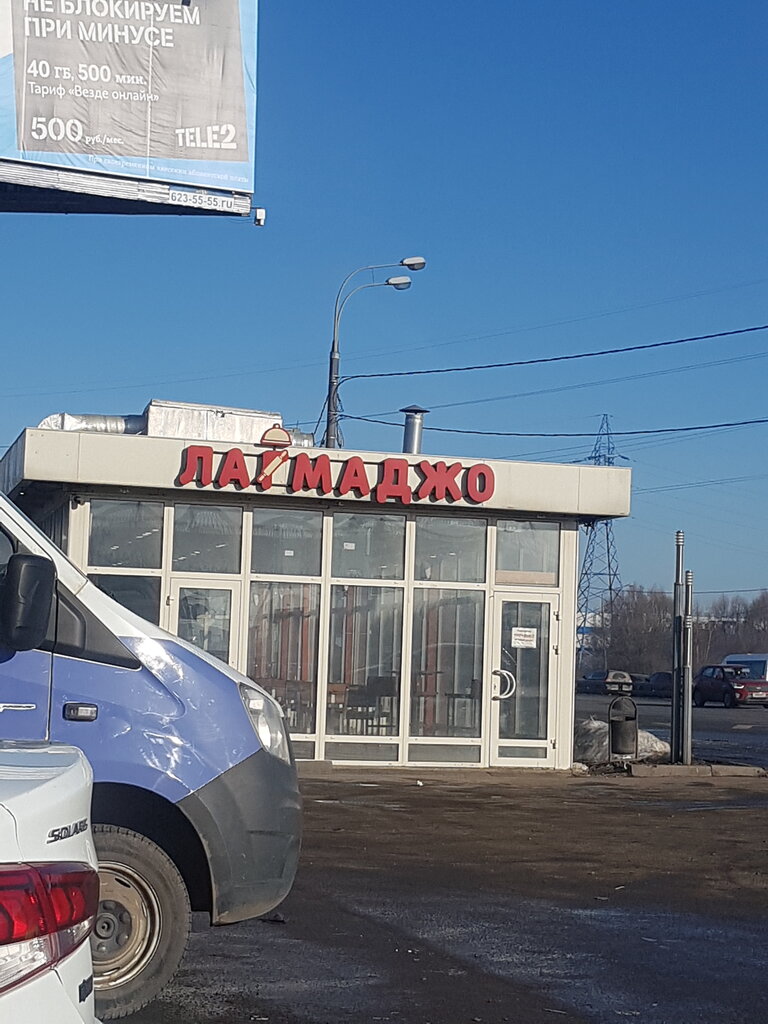 НЕ БЛОКИРУЕМ
ПРИ МИНУСЕ
40 ГБ, 500 мин.
Тариф «Везде онлайн»
500 руб./мес.
TELE2
623-55-55.ru
ЛАГМАДЖО
SOLARIS